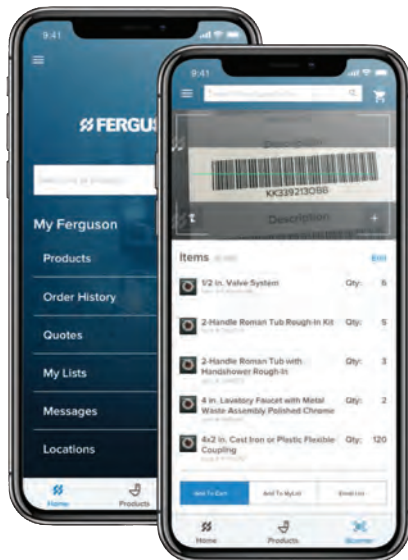 9:41
FERGUS
My Ferguson
Products
Order History
Quotes
My Lists
Messages
Locations
Home
Products
9:41
KK339213OBB
Description
Items
Edit
1/2 in. Valve System Qty: 6
2-Handle Roman Tub Rough-In Kit Qty: 5
2-Handle Roman Tub with Qty: 3
Handshower Rough-In
4 in. Lavatory Faucet with Metal Qty: 2
Waste Assembly Polished Chrome
4x2 in. Cast Iron or Plastic Flexible Qty: 120
Coupling
Add To Cart
Add To MyList
Email List
Home
Products
Scanner